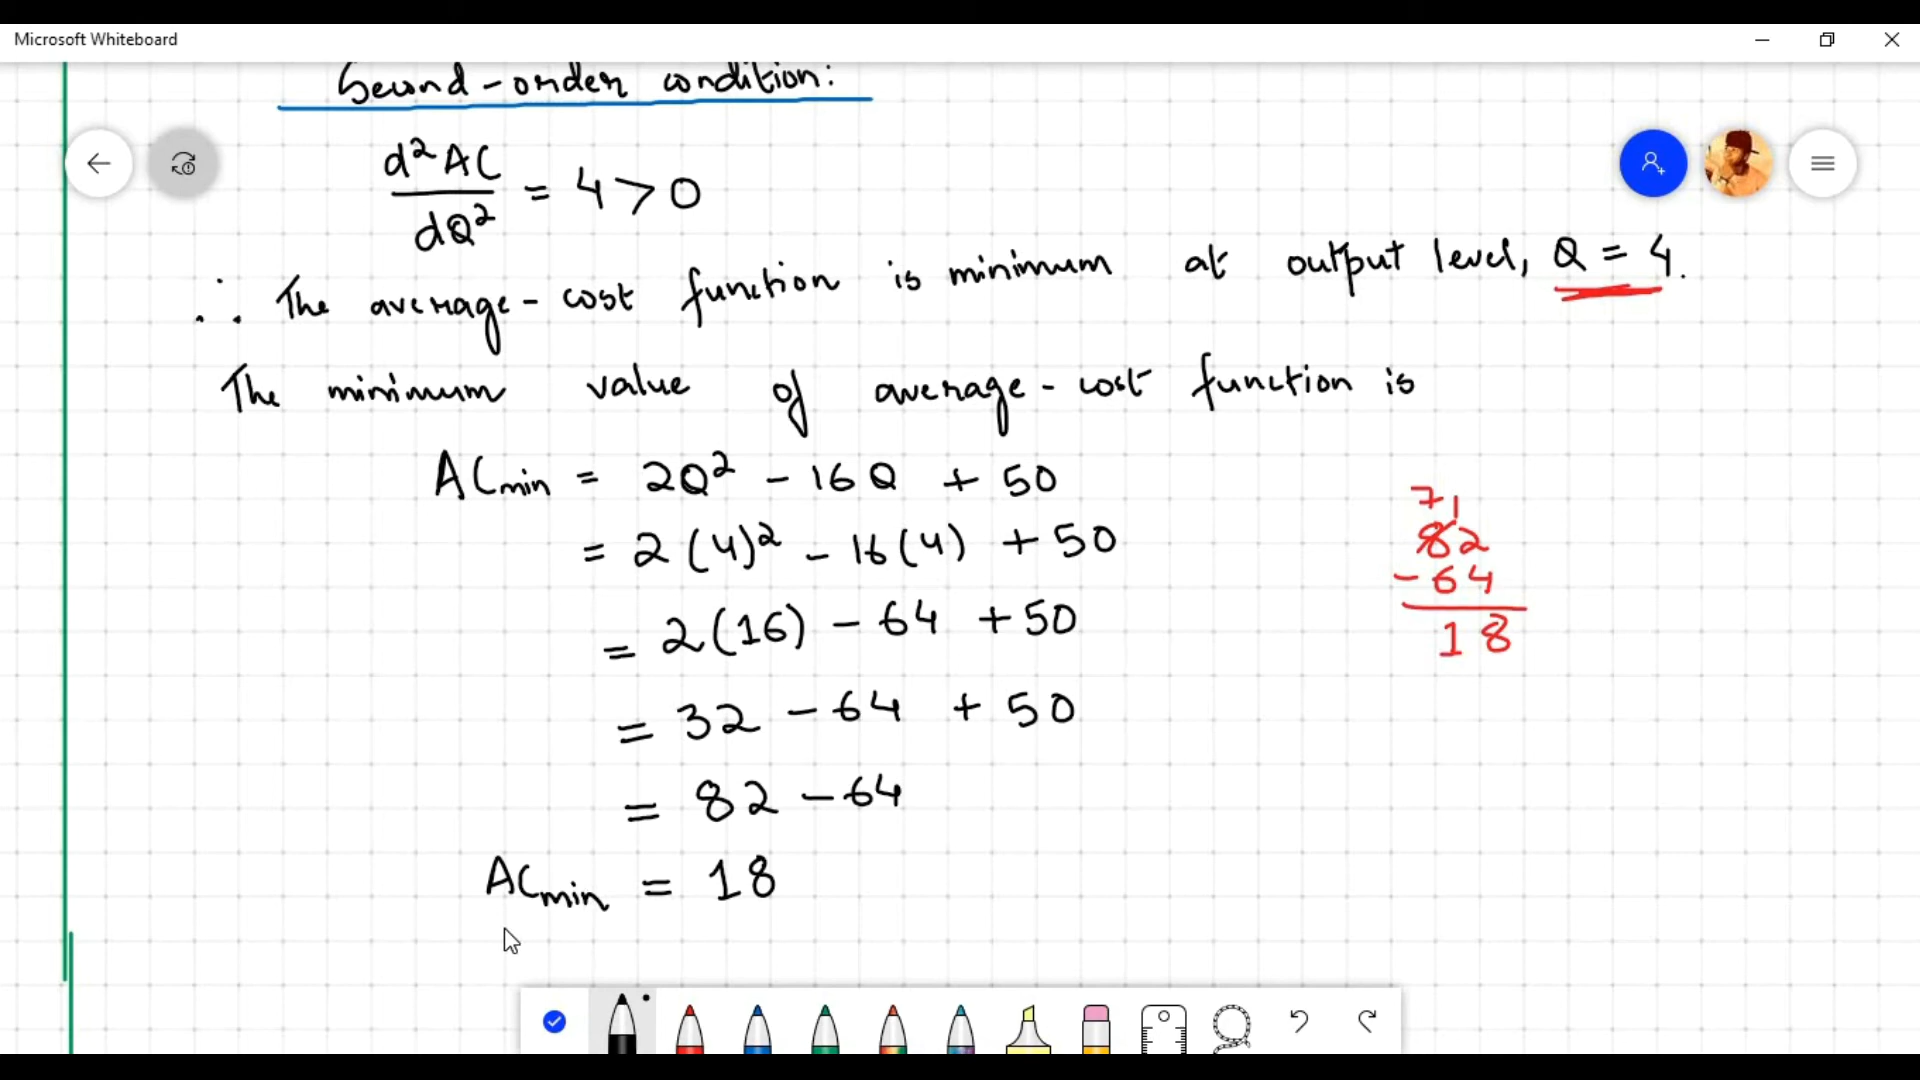 Microsoft Whiteboard
Second-order condition:
d²AC/dQ² = 4 > 0
∴ The average-cost function is minimum at output level, Q = 4.
The minimum value of average-cost function is
ACmin = 2Q² - 16Q + 50
= 2(4)² - 16(4) + 50
= 2(16) - 64 + 50
= 32 - 64 + 50
= 82 - 64
ACmin = 18
7 1
82
- 64
18